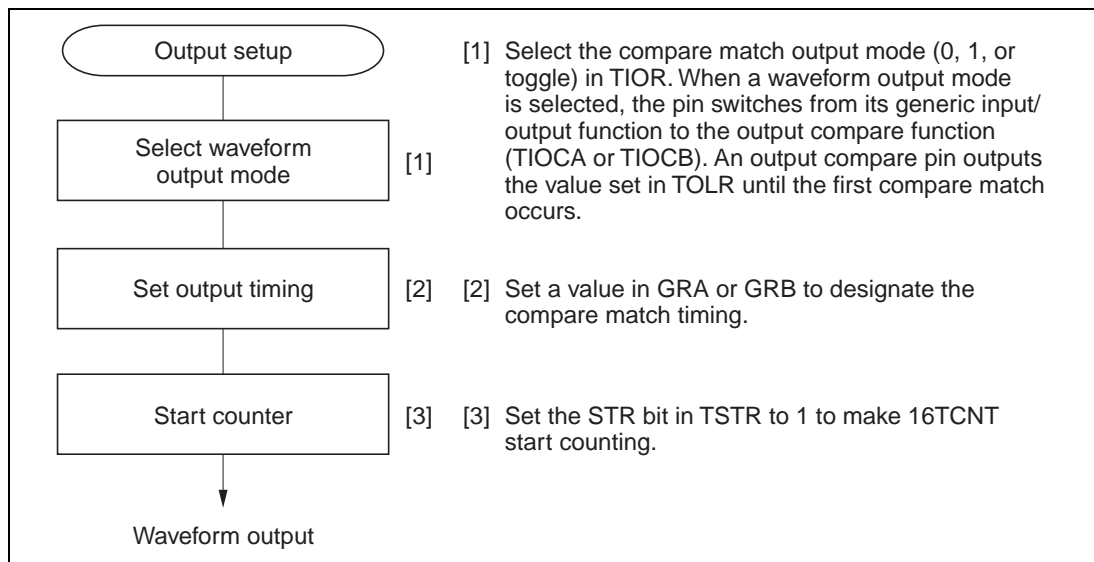 Output setup
Select waveform
output mode
[1]
Set output timing
[2]
Start counter
[3]
Waveform output
[1] Select the compare match output mode (0, 1, or
toggle) in TIOR. When a waveform output mode
is selected, the pin switches from its generic input/
output function to the output compare function
(TIOCA or TIOCB). An output compare pin outputs
the value set in TOLR until the first compare match
occurs.
[2] Set a value in GRA or GRB to designate the
compare match timing.
[3] Set the STR bit in TSTR to 1 to make 16TCNT
start counting.